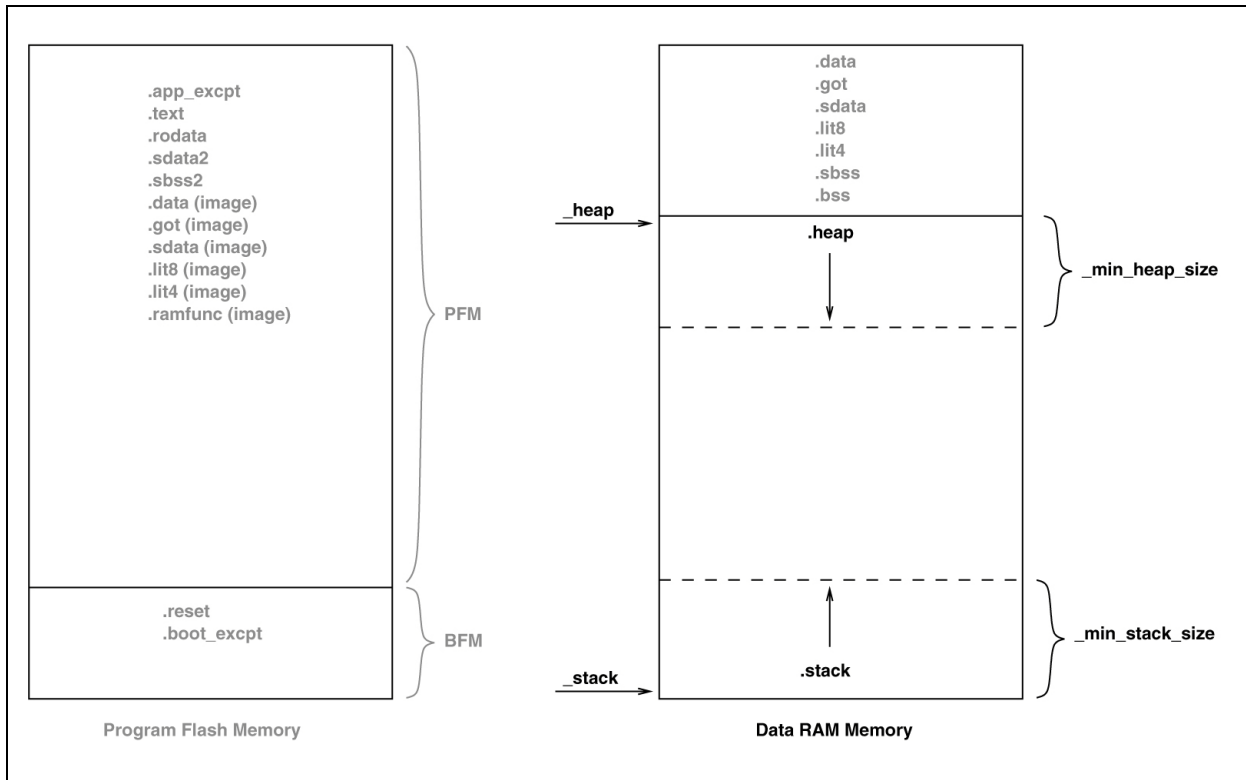 .app_excpt
.text
.rodata
.sdata2
.sbss2
.data (image)
.got (image)
.sdata (image)
.lit8 (image)
.lit4 (image)
.ramfunc (image)
PFM
.reset
.boot_excpt
BFM
Program Flash Memory
.data
.got
.sdata
.lit8
.lit4
.sbss
.bss
_heap
.heap
_min_heap_size
_min_stack_size
.stack
_stack
Data RAM Memory